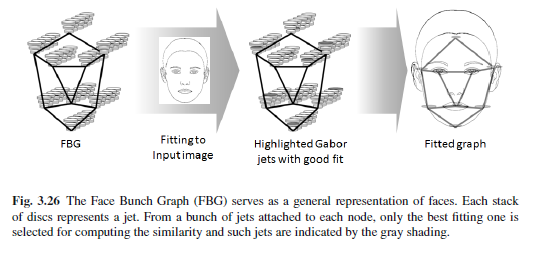 FBG
Fitting to
Input image
Highlighted Gabor
jets with good fit
Fitted graph
Fig. 3.26 The Face Bunch Graph (FBG) serves as a general representation of faces. Each stack
of discs represents a jet. From a bunch of jets attached to each node, only the best fitting one is
selected for computing the similarity and such jets are indicated by the gray shading.